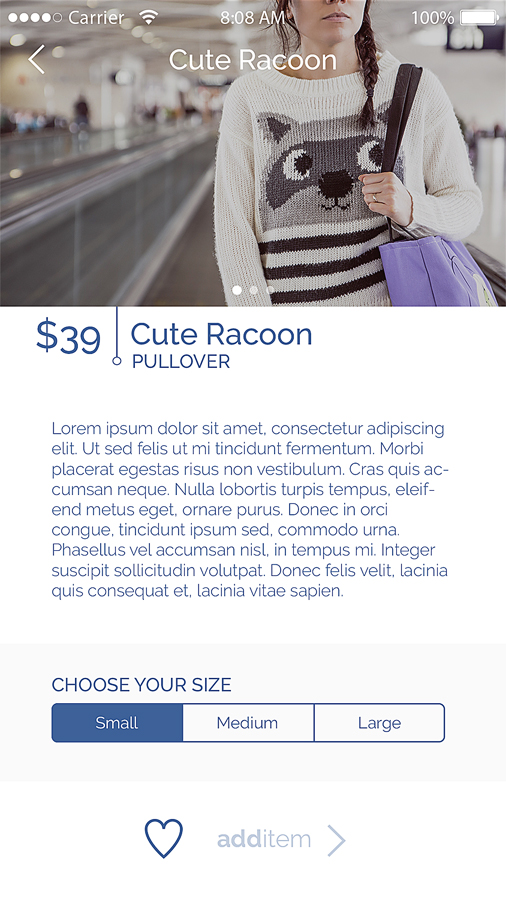 Carrier 8:08 AM 100%
Cute Racoon
$39 Cute Racoon
PULLOVER
Lorem ipsum dolor sit amet, consectetur adipiscing
elit. Ut sed felis ut mi tincidunt fermentum. Morbi
placerat egestas risus non vestibulum. Cras quis ac-
cumsan neque. Nulla lobortis turpis tempus, eleif-
end metus eget, ornare purus. Donec in orci
congue, tincidunt ipsum sed, commodo urna.
Phasellus vel accumsan nisl, in tempus mi. Integer
suscipit sollicitudin volutpat. Donec felis velit, lacinia
quis consequat et, lacinia vitae sapien.
CHOOSE YOUR SIZE
Small Medium Large
additem